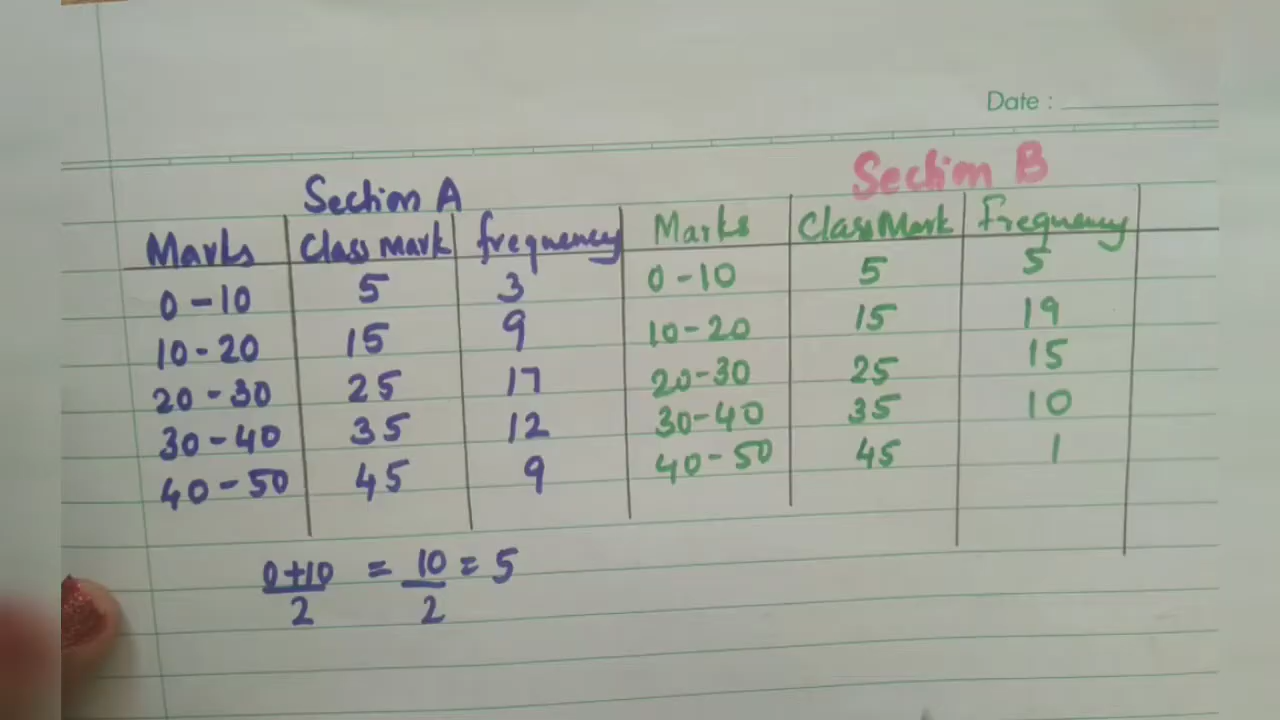 Date :
Section A Section B
Marks Class Mark frequency Marks Class Mark frequency
0-10 5 3 0-10 5 5
10-20 15 9 10-20 15 19
20-30 25 17 20-30 25 15
30-40 35 12 30-40 35 10
40-50 45 9 40-50 45 1
0+10 = 10 = 5
2 2